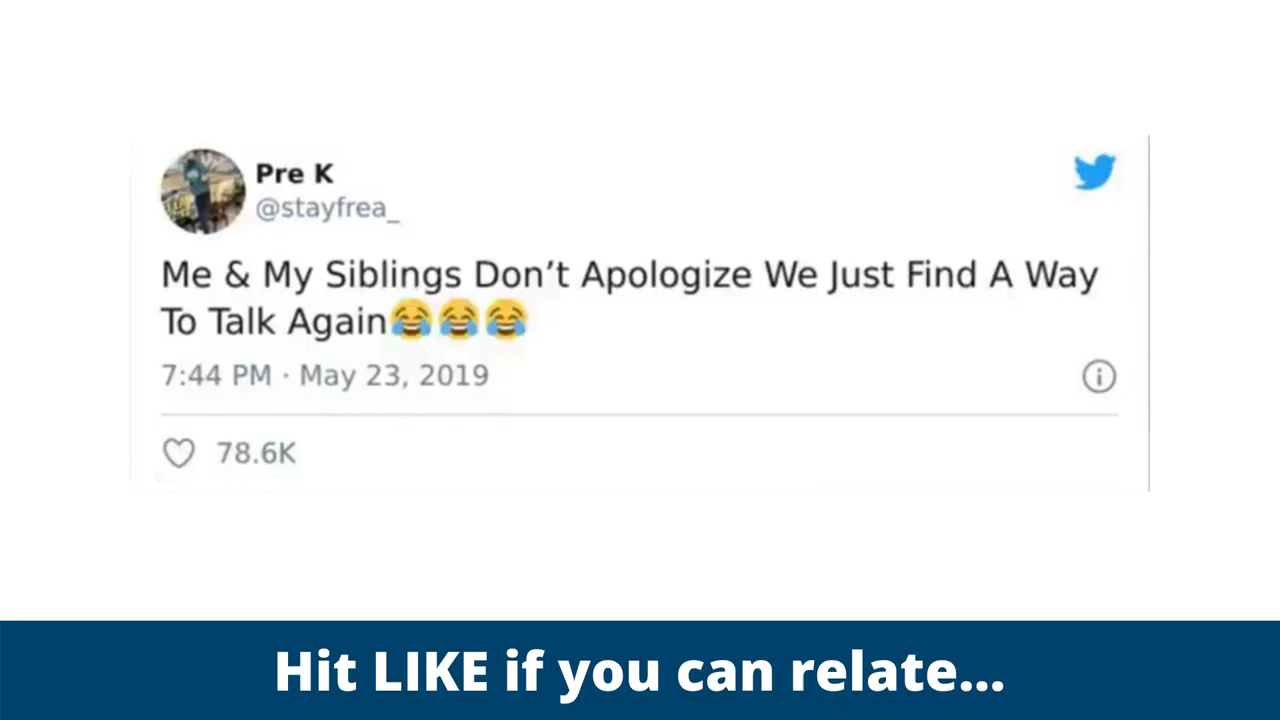 Pre K
@stayfrea_
Me & My Siblings Don’t Apologize We Just Find A Way
To Talk Again😂😂😂
7:44 PM · May 23, 2019
78.6K
Hit LIKE if you can relate...